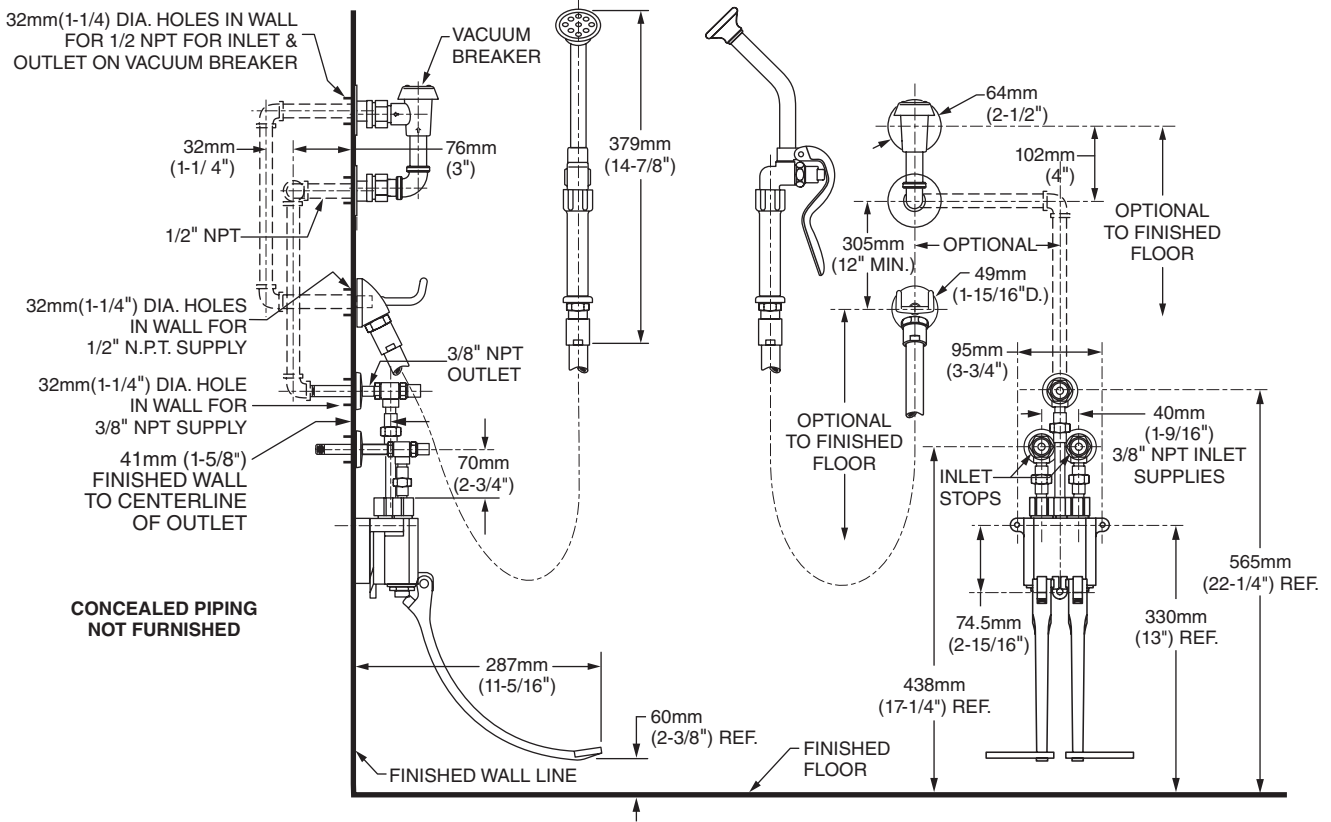 32mm(1-1/4) DIA. HOLES IN WALL
FOR 1/2 NPT FOR INLET &
OUTLET ON VACUUM BREAKER
VACUUM
BREAKER
32mm
(1-1/ 4")
76mm
(3")
1/2" NPT
32mm(1-1/4") DIA. HOLES
IN WALL FOR
1/2" N.P.T. SUPPLY
32mm(1-1/4") DIA. HOLE
IN WALL FOR
3/8" NPT SUPPLY
3/8" NPT
OUTLET
41mm (1-5/8")
FINISHED WALL
TO CENTERLINE
OF OUTLET
70mm
(2-3/4")
CONCEALED PIPING
NOT FURNISHED
287mm
(11-5/16")
60mm
(2-3/8") REF.
FINISHED WALL LINE
FINISHED
FLOOR
379mm
(14-7/8")
64mm
(2-1/2")
102mm
(4")
OPTIONAL
TO FINISHED
FLOOR
305mm
(12" MIN.)
OPTIONAL
49mm
(1-15/16"D.)
95mm
(3-3/4")
OPTIONAL
TO FINISHED
FLOOR
40mm
(1-9/16")
3/8" NPT INLET
SUPPLIES
INLET
STOPS
565mm
(22-1/4") REF.
74.5mm
(2-15/16")
330mm
(13") REF.
438mm
(17-1/4") REF.